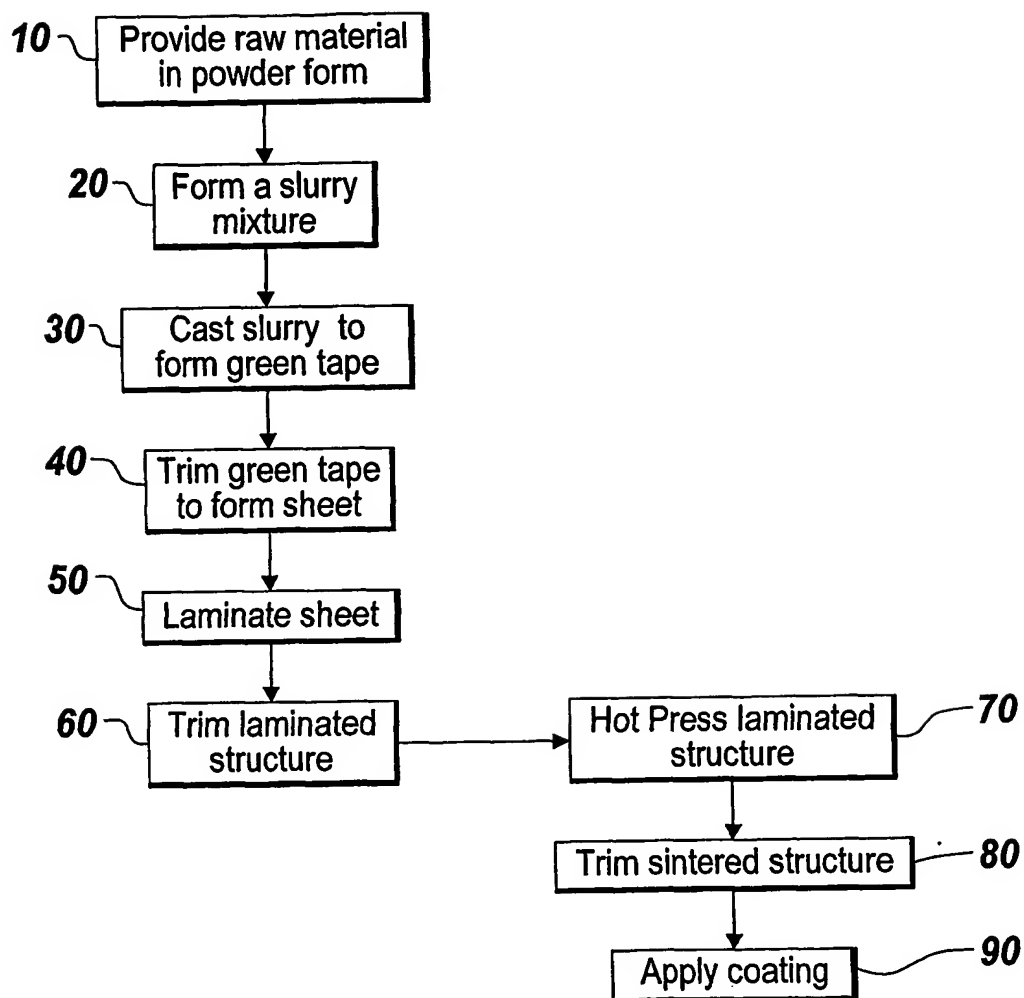 10
Provide raw material
in powder form
20
Form a slurry
mixture
30
Cast slurry to
form green tape
40
Trim green tape
to form sheet
50
Laminate sheet
60
Trim laminated
structure
Hot Press laminated
structure
70
Trim sintered structure
80
Apply coating
90